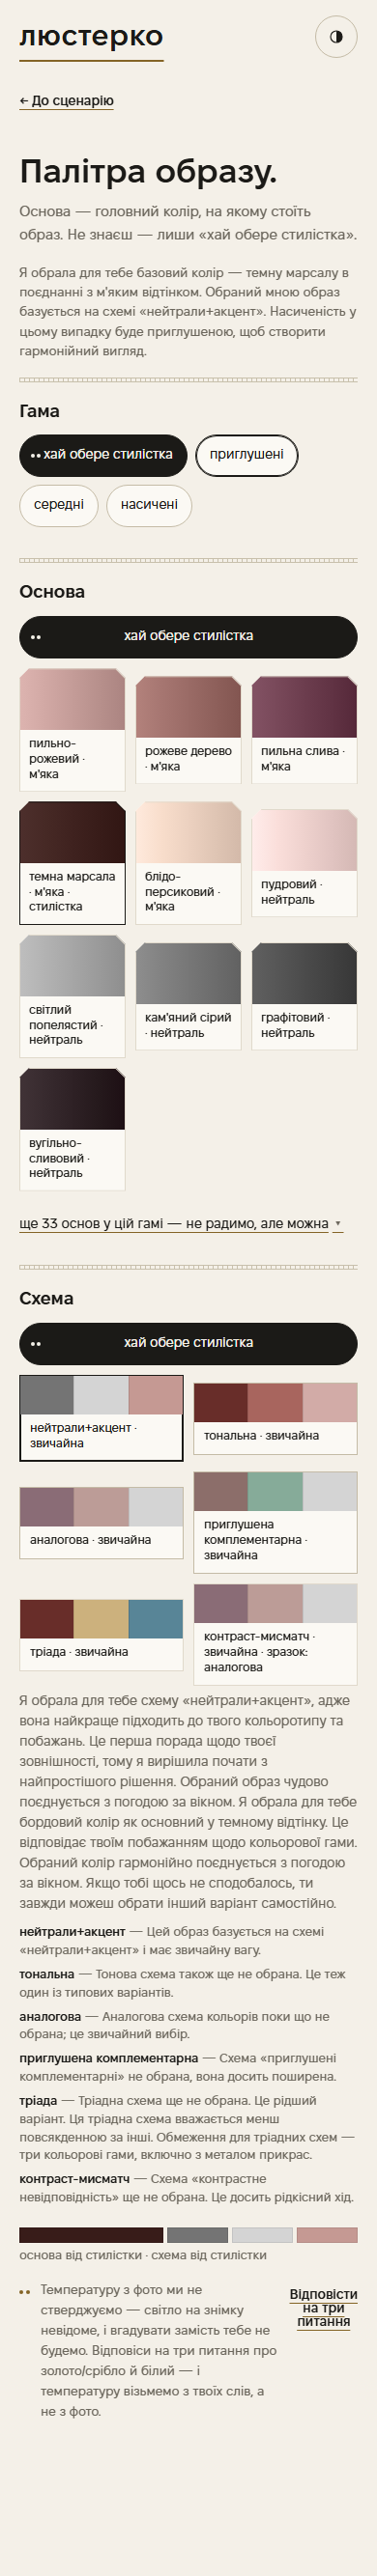 люстерко
← До сценарію
Палітра образу.
Основа — головний колір, на якому стоїть
образ. Не знаєш — лиши «хай обере стилістка».
Я обрала для тебе базовий колір — темну марсалу в
поєднанні з м'яким відтінком. Обраний мною образ
базується на схемі «нейтрали+акцент». Насиченість у
цьому випадку буде приглушеною, щоб створити
гармонійний вигляд.
Гама
хай обере стилістка
приглушені
середні
насичені
Основа
хай обере стилістка
пильно-
рожевий ·
м'яка
рожеве дерево
· м'яка
пильна слива ·
м'яка
темна марсала
· м'яка ·
стилістка
блідо-
персиковий ·
м'яка
пудровий ·
нейтраль
світлий
попелястий ·
нейтраль
кам'яний сірий
· нейтраль
графітовий ·
нейтраль
вугільно-
сливовий ·
нейтраль
ще 33 основ у цій гамі — не радимо, але можна ▾
Схема
хай обере стилістка
нейтрали+акцент ·
звичайна
тональна · звичайна
аналогова · звичайна
приглушена
комплементарна ·
звичайна
тріада · звичайна
контраст-мисматч ·
звичайна · зразок:
аналогова
Я обрала для тебе схему «нейтрали+акцент», адже
вона найкраще підходить до твого кольоротипу та
побажань. Це перша порада щодо твоєї
зовнішності, тому я вирішила почати з
найпростішого рішення. Обраний образ чудово
поєднується з погодою за вікном. Я обрала для тебе
бордовий колір як основний у темному відтінку. Це
відповідає твоїм побажанням щодо кольорової гами.
Обраний колір гармонійно поєднується з погодою
за вікном. Якщо тобі щось не сподобалось, ти
завжди можеш обрати інший варіант самостійно.
нейтрали+акцент — Цей образ базується на схемі
«нейтрали+акцент» і має звичайну вагу.
тональна — Тонова схема також ще не обрана. Це теж
один із типових варіантів.
аналогова — Аналогова схема кольорів поки що не
обрана; це звичайний вибір.
приглушена комплементарна — Схема «приглушені
комплементарні» не обрана, вона досить поширена.
тріада — Тріадна схема ще не обрана. Це рідший
варіант. Ця тріадна схема вважається менш
повсякденною за інші. Обмеження для тріадних схем —
три кольорові гами, включно з металом прикрас.
контраст-мисматч — Схема «контрастне
невідповідність» ще не обрана. Це досить рідкісний хід.
основа від стилістки · схема від стилістки
Температуру з фото ми не
стверджуємо — світло на знімку
невідоме, і вгадувати замість тебе не
будемо. Відповіси на три питання про
золото/срібло й білий — і
температуру візьмемо з твоїх слів, а
не з фото.
Відповісти
на три
питання